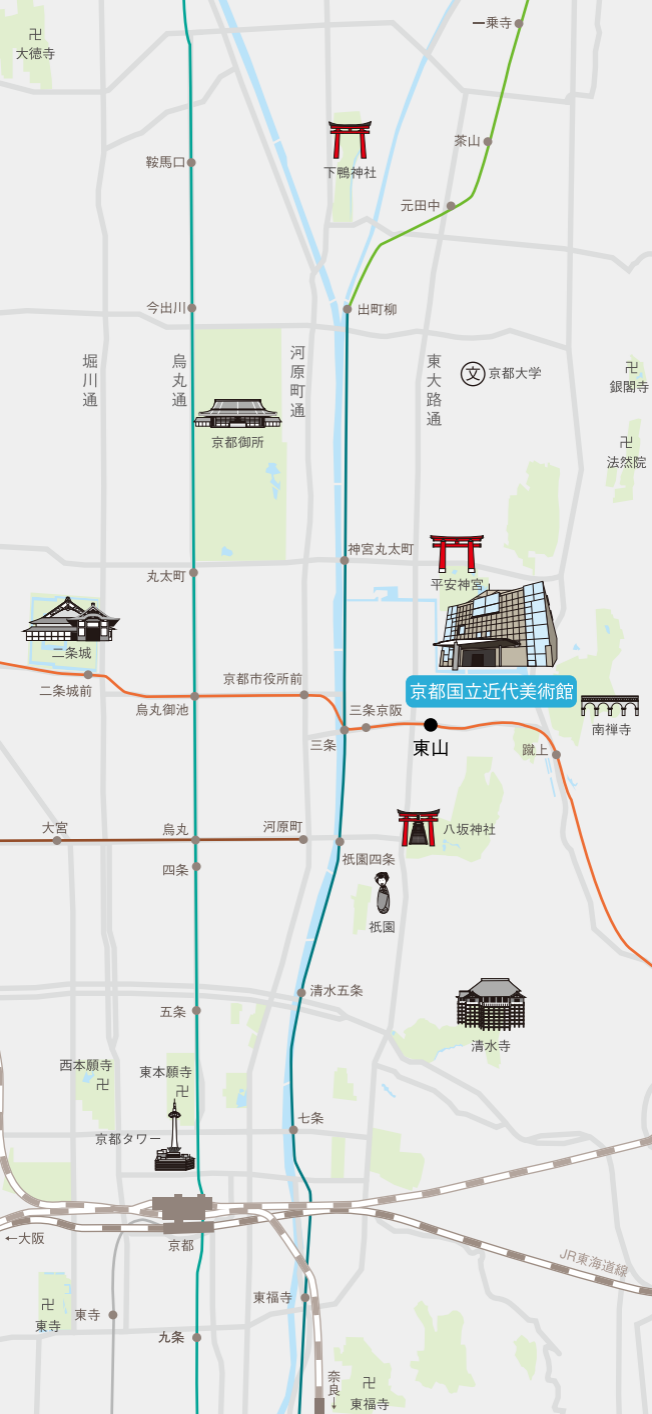 一乗寺
卍
大徳寺
茶山
鞍馬口
下鴨神社
元田中
今出川
出町柳
堀川通
烏丸通
河原町通
東大路通
文 京都大学
卍
銀閣寺
京都御所
卍
法然院
神宮丸太町
丸太町
平安神宮
二条城
京都市役所前
二条城前
京都国立近代美術館
烏丸御池
三条京阪
南禅寺
三条
東山
蹴上
大宮
烏丸
河原町
八坂神社
祇園四条
四条
祇園
清水五条
五条
清水寺
西本願寺
卍
東本願寺
卍
七条
京都タワー
←大阪
京都
JR東海道線
東福寺
卍
東寺
東寺
九条
奈良↓
卍
東福寺